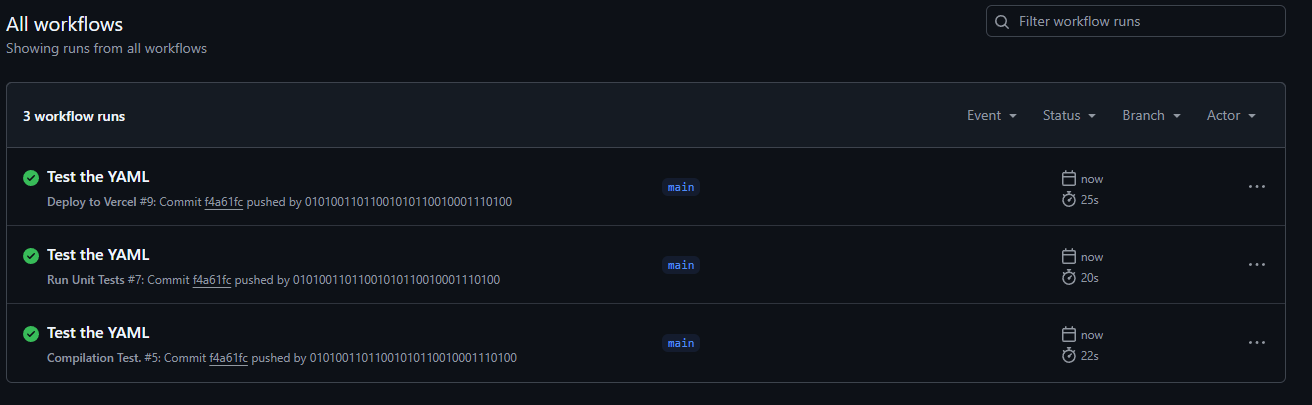 All workflows
Filter workflow runs
Showing runs from all workflows
3 workflow runs
Event
Status
Branch
Actor
Test the YAML
main
now
Deploy to Vercel #9: Commit f4a61fc pushed by 01010011011001010110010001110100
25s
Test the YAML
main
now
Run Unit Tests #7: Commit f4a61fc pushed by 01010011011001010110010001110100
20s
Test the YAML
main
now
Compilation Test. #5: Commit f4a61fc pushed by 01010011011001010110010001110100
22s